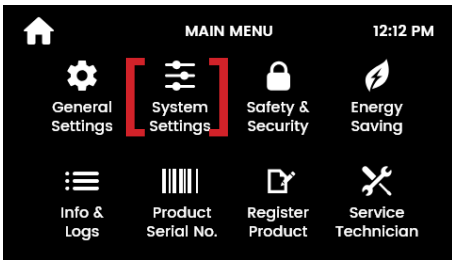 MAIN MENU 12:12 PM
General Settings
System Settings
Safety & Security
Energy Saving
Info & Logs
Product Serial No.
Register Product
Service Technician